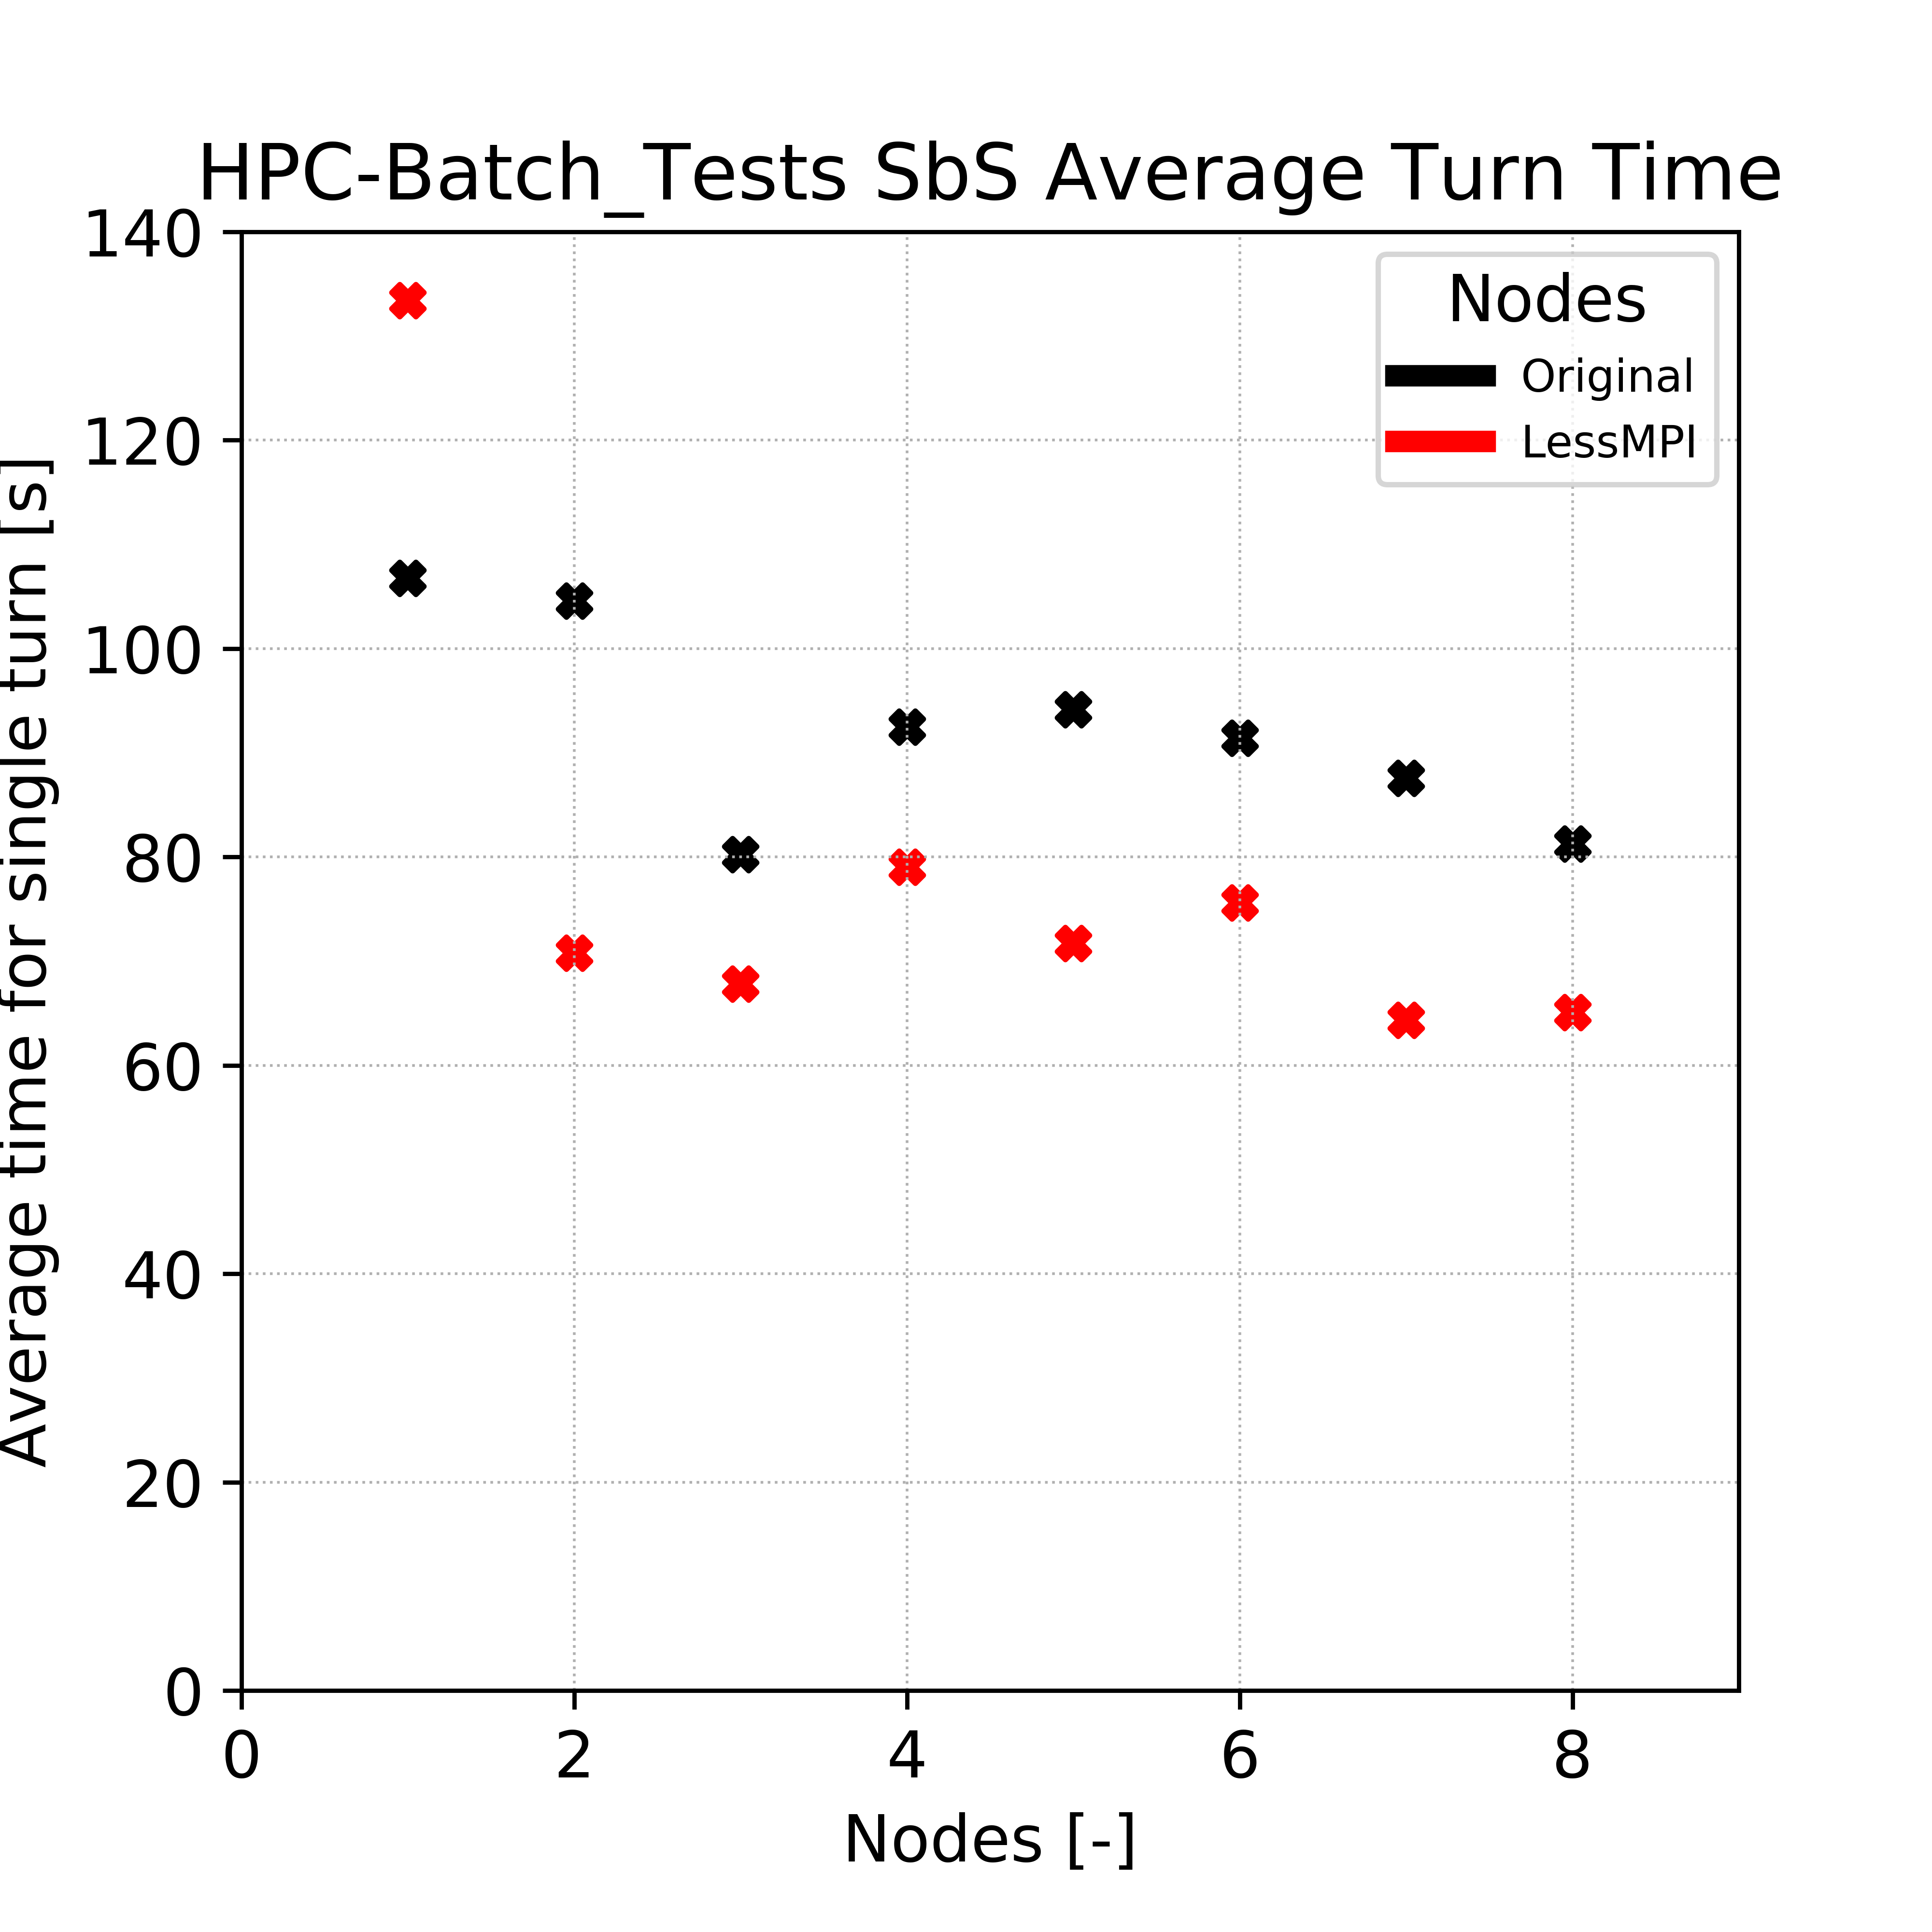 HPC-Batch_Tests SbS Average Turn Time
140
120
100
80
60
40
20
0
Average time for single turn [s]
Nodes
Original
LessMPI
0 2 4 6 8
Nodes [-]